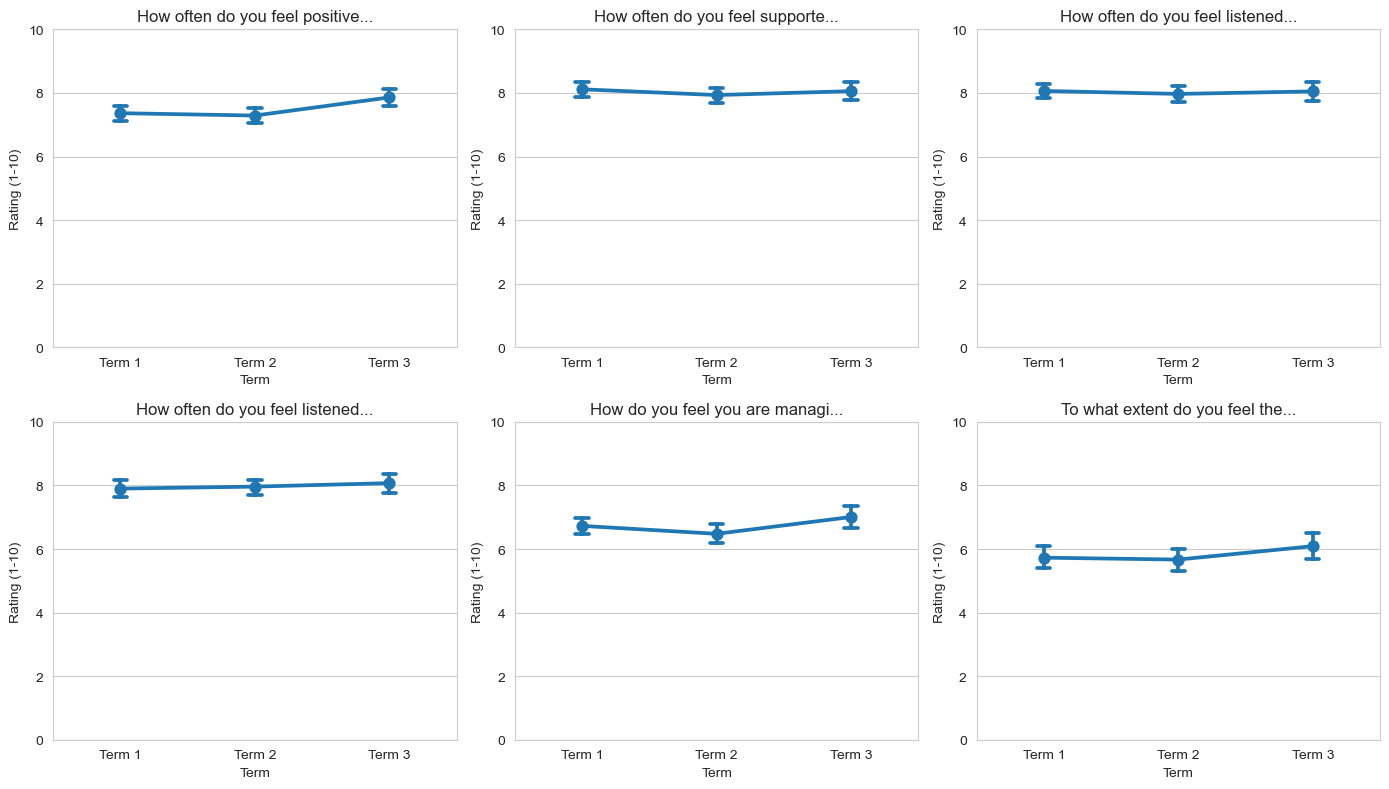 How often do you feel positive...
10
8
6
4
2
0
Rating (1-10)
Term 1 Term 2 Term 3
Term
How often do you feel supporte...
10
8
6
4
2
0
Rating (1-10)
Term 1 Term 2 Term 3
Term
How often do you feel listened...
10
8
6
4
2
0
Rating (1-10)
Term 1 Term 2 Term 3
Term
How often do you feel listened...
10
8
6
4
2
0
Rating (1-10)
Term 1 Term 2 Term 3
Term
How do you feel you are managi...
10
8
6
4
2
0
Rating (1-10)
Term 1 Term 2 Term 3
Term
To what extent do you feel the...
10
8
6
4
2
0
Rating (1-10)
Term 1 Term 2 Term 3
Term